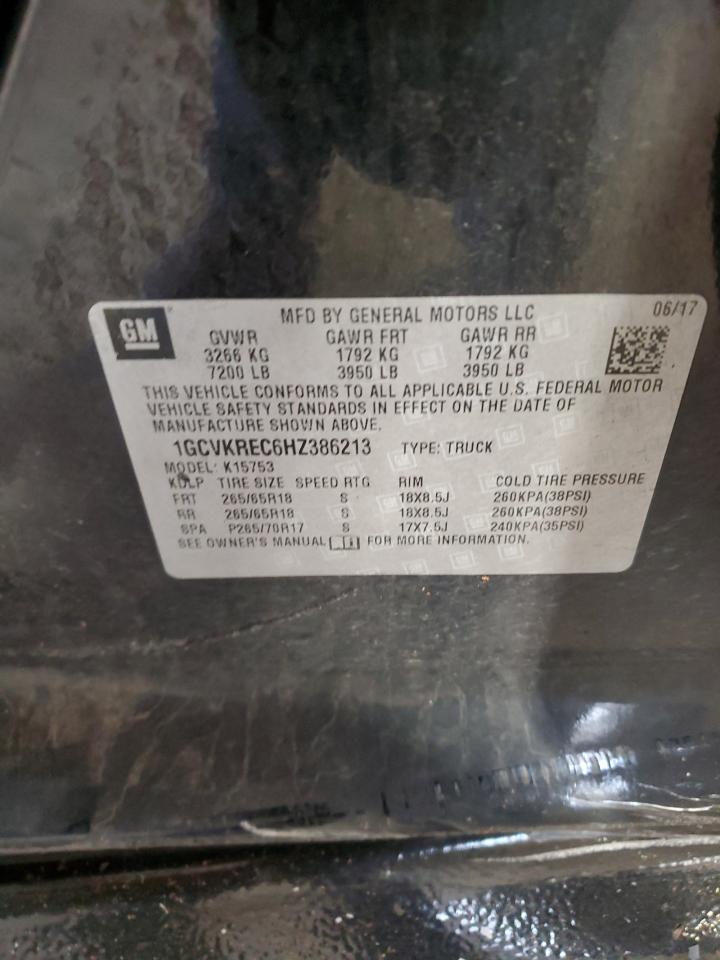 GM
MFD BY GENERAL MOTORS LLC 06/17
GVWR GAWR FRT GAWR RR
3266 KG 1792 KG 1792 KG
7200 LB 3950 LB 3950 LB
THIS VEHICLE CONFORMS TO ALL APPLICABLE U.S. FEDERAL MOTOR
VEHICLE SAFETY STANDARDS IN EFFECT ON THE DATE OF
MANUFACTURE SHOWN ABOVE.
1GCVKREC6HZ386213 TYPE: TRUCK
MODEL: K15753
KDLP TIRE SIZE SPEED RTG RIM COLD TIRE PRESSURE
FRT 265/65R18 S 18X8.5J 260KPA(38PSI)
RR 265/65R18 S 18X8.5J 260KPA(38PSI)
SPA P265/70R17 S 17X7.5J 240KPA(35PSI)
SEE OWNER'S MANUAL FOR MORE INFORMATION.